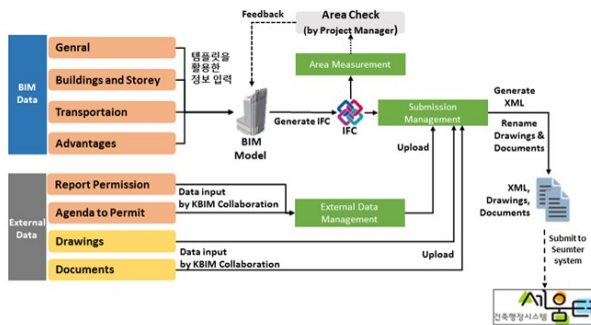 Feedback
Area Check
(by Project Manager)
Genral
Buildings and Storey
Transportaion
Advantages
BIM
Data
템플릿을
활용한
정보 입력
Area Measurement
BIM
Model
Generate IFC
IFC
Submission
Management
Generate
XML
Rename
Drawings &
Documents
Upload
Report Permission
Agenda to Permit
Drawings
Documents
External
Data
Data input
by KBIM Collaboration
External Data
Management
Data input
by KBIM Collaboration
Upload
XML,
Drawings,
Documents
Submit to
Seumter
system
세움터
건축행정시스템